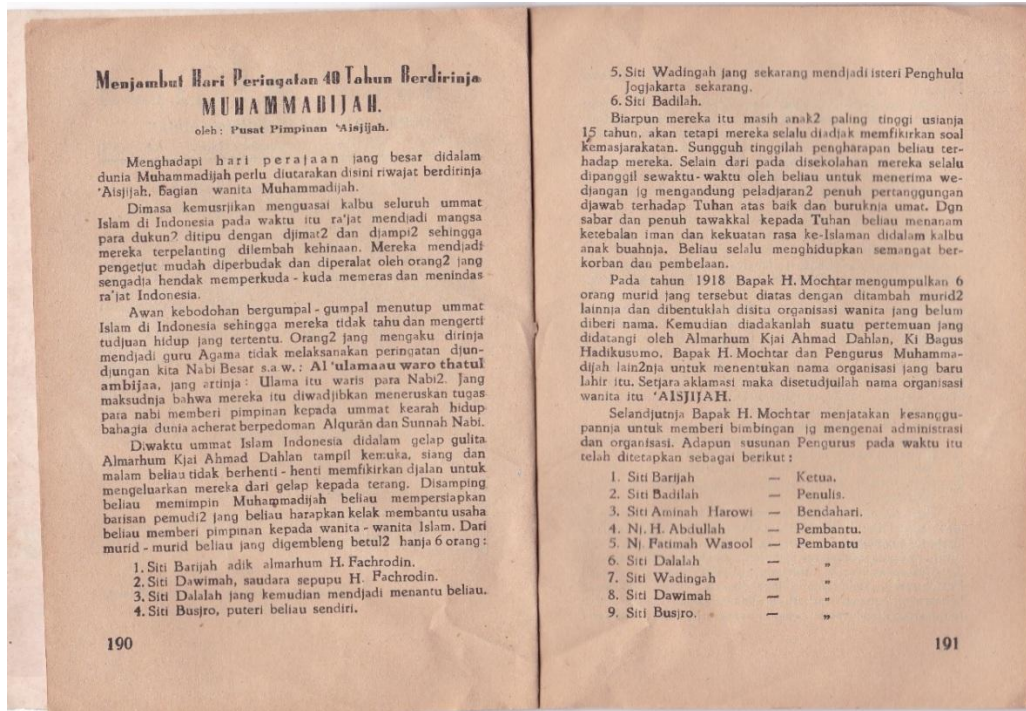 Menjambut Hari Peringatan 40 Tahun Berdirinja
MUHAMMADIJAH.
oleh: Pusat Pimpinan 'Aisjijah.
Menghadapi hari perajaan jang besar didalam
dunia Muhammadijah perlu diutarakan disini riwajat berdirinja
'Aisjijah, Bagian wanita Muhammadijah.
Dimasa kemusrjikan menguasai kalbu seluruh ummat
Islam di Indonesia pada waktu itu ra'jat mendjadi mangsa
para dukun? ditipu dengan djimat2 dan djampi2 sehingga
mereka terpelanting dilembah kehinaan. Mereka mendjadi
pengetjut mudah diperbudak dan diperalat oleh orang2 jang
sengadja hendak memperkuda - kuda memeras dan menindas
ra'jat Indonesia.
Awan kebodohan bergumpal - gumpal menutup ummat
Islam di Indonesia sehingga mereka tidak tahu dan mengerti
tudjuan hidup jang tertentu. Orang2 jang mengaku dirinja
mendjadi guru Agama tidak melaksanakan peringatan djun-
djungan kita Nabi Besar s.a.w.: Al 'ulamaau waro thatul
ambijaa, jang artinja: Ulama itu waris para Nabi2. Jang
maksudnja bahwa mereka itu diwadjibkan meneruskan tugas
para nabi memberi pimpinan kepada ummat kearah hidup
bahagia dunia acherat berpedoman Alqurän dan Sunnah Nabi.
Diwaktu ummat Islam Indonesia didalam gelap gulita
Almarhum Kjai Ahmad Dahlan tampil kemuka, siang dan
malam beliau tidak berhenti - henti memfikirkan djalan untuk
mengeluarkan mereka dari gelap kepada terang. Disamping
beliau memimpin Muhammadijah beliau mempersiapkan
barisan pemudi2 jang beliau harapkan kelak membantu usaha
beliau memberi pimpinan kepada wanita - wanita Islam. Dari
murid - murid beliau jang digembleng betul2 hanja 6 orang:
1. Siti Barijah adik almarhum H. Fachrodin.
2. Siti Dawimah, saudara sepupu H. Fachrodin.
3. Siti Dalalah jang kemudian mendjadi menantu beliau.
4. Siti Busjro, puteri beliau sendiri.
190
5. Siti Wadingah jang sekarang mendjadi isteri Penghulu
Jogjakarta sekarang.
6. Siti Badilah.
Biarpun mereka itu masih anak2 paling tinggi usianja
15 tahun, akan tetapi mereka selalu diadjak memfikirkan soal
kemasjarakatan. Sungguh tinggilah pengharapan beliau ter-
hadap mereka. Selain dari pada disekolahan mereka selalu
dipanggil sewaktu-waktu oleh beliau untuk menerima we-
djangan jg mengandung peladjaran2 penuh pertanggungan
djawab terhadap Tuhan atas baik dan buruknja umat. Dgn
sabar dan penuh tawakkal kepada Tuhan beliau menanam
ketebalan iman dan kekuatan rasa ke-Islaman didalam kalbu
anak buahnja. Beliau selalu menghidupkan semangat ber-
korban dan pembelaan.
Pada tahun 1918 Bapak H. Mochtar mengumpulkan 6
orang murid jang tersebut diatas dengan ditambah murid2
lainnja dan dibentuklah disitu organisasi wanita jang belum
diberi nama. Kemudian diadakanlah suatu pertemuan jang
didatangi oleh Almarhum Kjai Ahmad Dahlan, Ki Bagus
Hadikusumo, Bapak H. Mochtar dan Pengurus Muhamma-
dijah lain2nja untuk menentukan nama organisasi jang baru
lahir itu. Setjara aklamasi maka disetudjuilah nama organisasi
wanita itu 'AISJIJAH.
Selandjutnja Bapak H. Mochtar menjatakan kesanggu-
pannja untuk memberi bimbingan jg mengenai administrasi
dan organisasi. Adapun susunan Pengurus pada waktu itu
telah ditetapkan sebagai berikut:
1. Siti Barijah — Ketua.
2. Siti Badilah — Penulis.
3. Siti Aminah Harowi — Bendahari.
4. Nj. H. Abdullah — Pembantu.
5. Nj. Fatimah Wasool — Pembantu
6. Siti Dalalah — „
7. Siti Wadingah — „
8. Siti Dawimah — „
9. Siti Busjro. — „
191